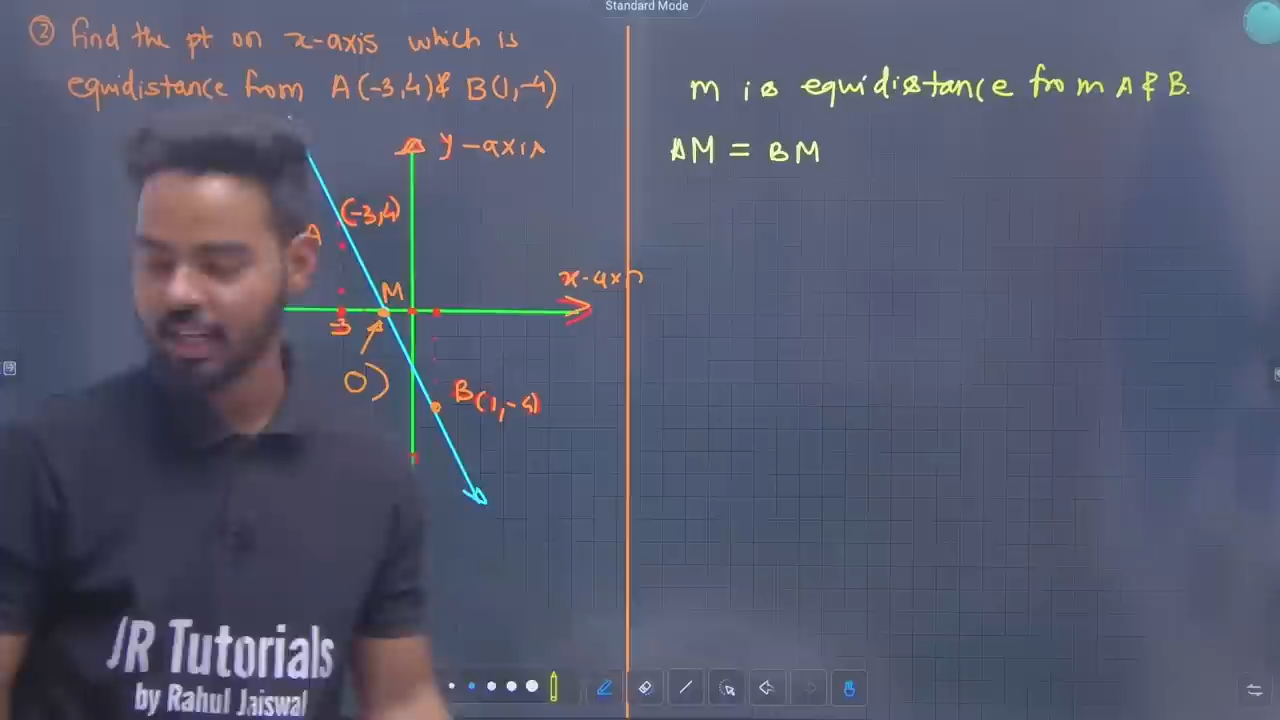 Standard Mode
② Find the pt on x-axis which is
equidistance from A(-3,4) & B(1,-4)
y-axis
(-3,4)
A
M
x-axis
3
0)
B(1,-4)
M is equidistance from A & B.
AM = BM
JR Tutorials
by Rahul Jaiswal